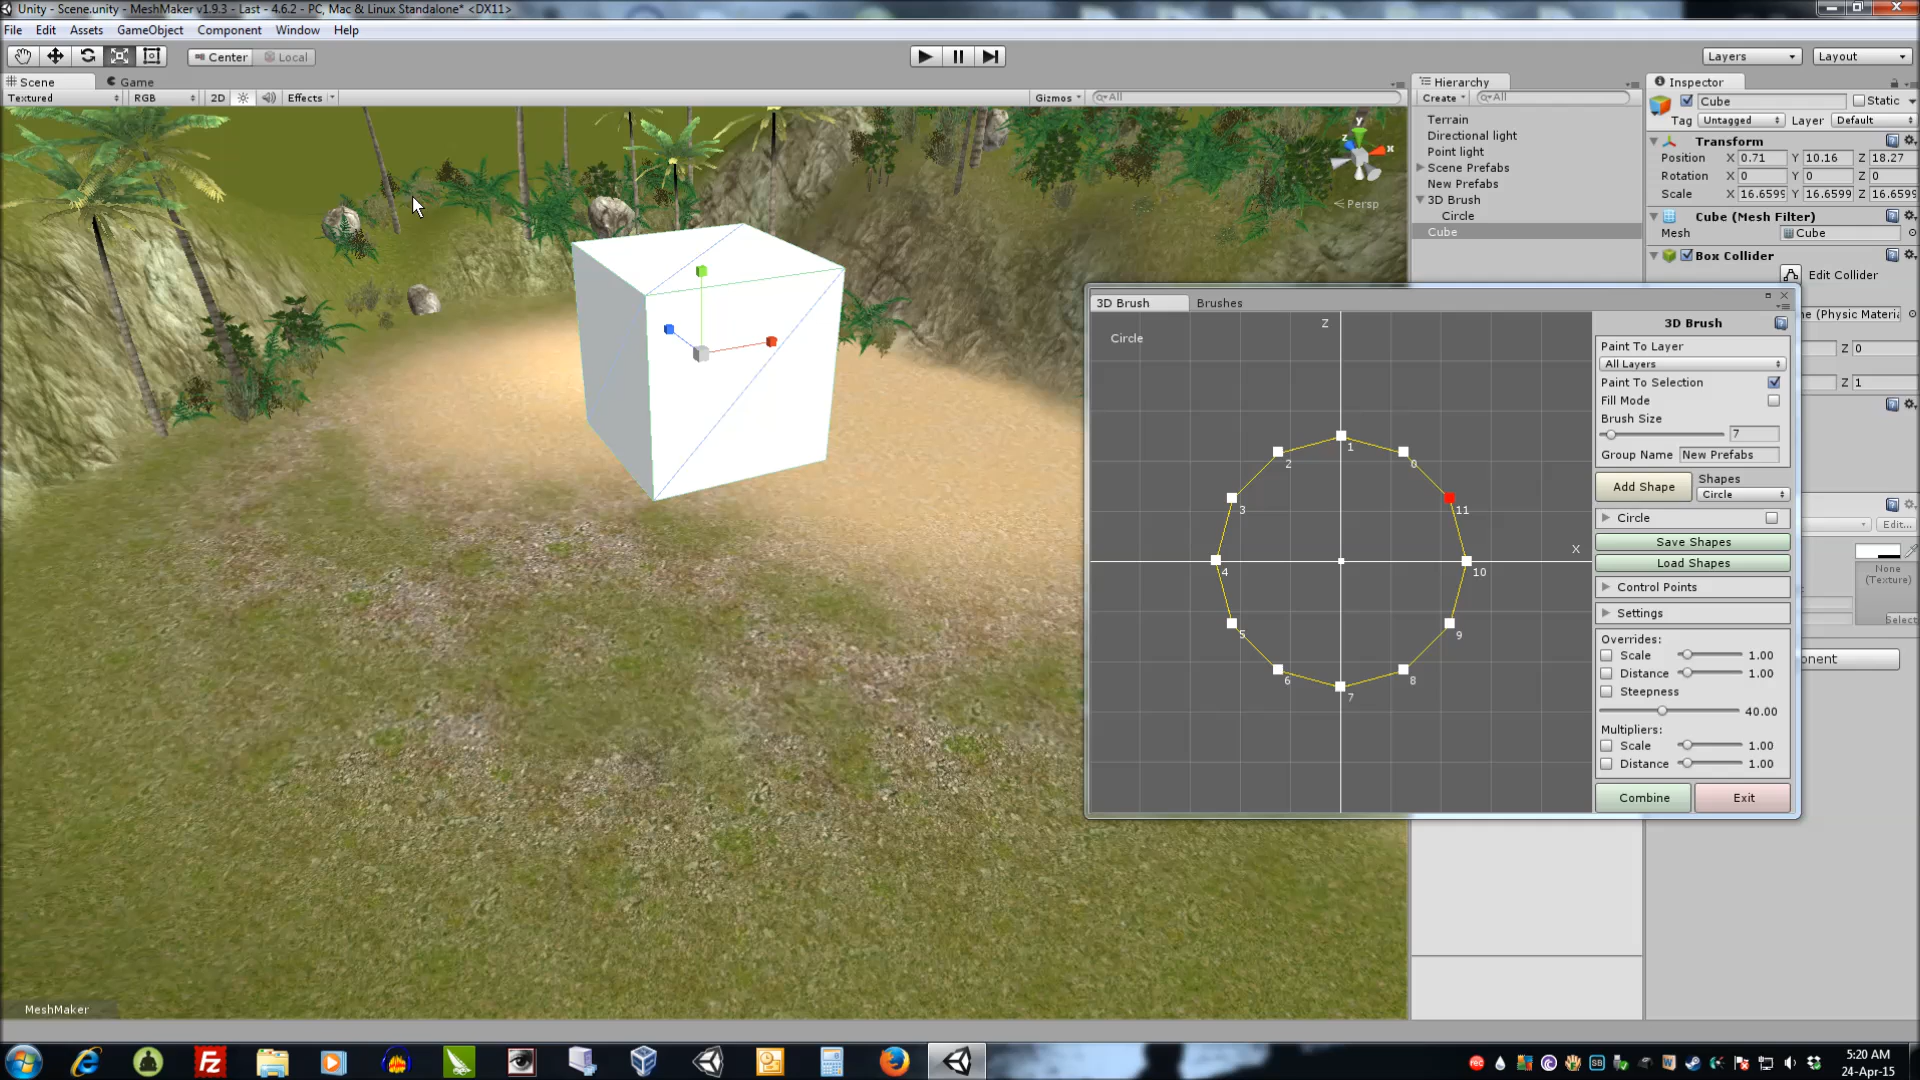 Unity - Scene.unity - MeshMaker v1.9.3 - Last - 4.6.2 - PC, Mac & Linux Standalone* <DX11>
File Edit Assets GameObject Component Window Help
Center Local Layers Layout
Scene Game Hierarchy Inspector
Textured RGB 2D Effects Gizmos All Create All
Cube Static
Tag Untagged Layer Default
Terrain
Directional light
Point light
Scene Prefabs
New Prefabs
3D Brush
Circle
Cube
Transform
Position X 0.71 Y 10.16 Z 18.27
Rotation X 0 Y 0 Z 0
Scale X 16.6599 Y 16.6599 Z 16.6599
Cube (Mesh Filter)
Mesh Cube
Box Collider
Edit Collider
ne (Physic Materia
Z 0
Z 1
Edit...
None
(Texture)
Select
onent
y
z
x
Persp
3D Brush Brushes
Circle
Z
X
0
1
2
3
4
5
6
7
8
9
10
11
3D Brush
Paint To Layer
All Layers
Paint To Selection
Fill Mode
Brush Size
7
Group Name New Prefabs
Add Shape Shapes
Circle
Circle
Save Shapes
Load Shapes
Control Points
Settings
Overrides:
Scale 1.00
Distance 1.00
Steepness
40.00
Multipliers:
Scale 1.00
Distance 1.00
Combine Exit
MeshMaker
5:20 AM
24-Apr-15